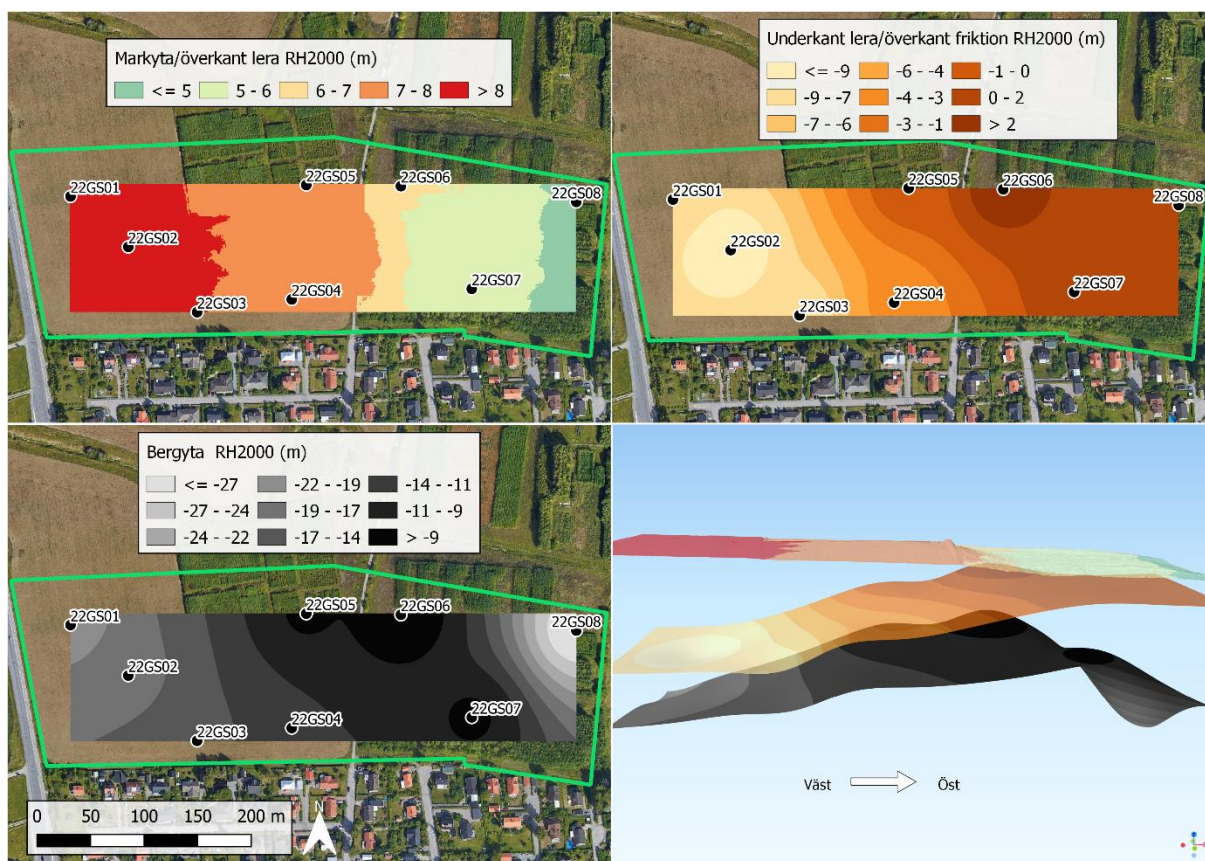 Markyta/överkant lera RH2000 (m)
<= 5 5 - 6 6 - 7 7 - 8 > 8
22GS01
22GS02
22GS03
22GS04
22GS05
22GS06
22GS07
22GS08
Underkant lera/överkant friktion RH2000 (m)
<= -9 -6 - -4 -1 - 0
-9 - -7 -4 - -3 0 - 2
-7 - -6 -3 - -1 > 2
22GS01
22GS02
22GS03
22GS04
22GS05
22GS06
22GS07
22GS08
Bergyta RH2000 (m)
<= -27 -22 - -19 -14 - -11
-27 - -24 -19 - -17 -11 - -9
-24 - -22 -17 - -14 > -9
22GS01
22GS02
22GS03
22GS04
22GS05
22GS06
22GS07
22GS08
0 50 100 150 200 m
N
Väst Öst